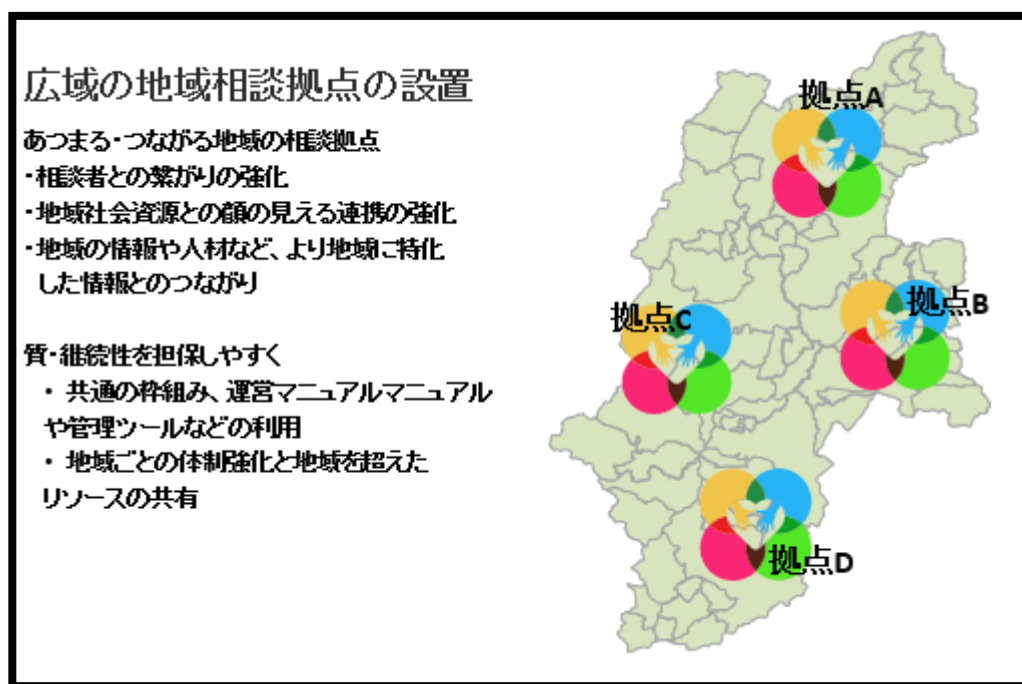 広域の地域相談拠点の設置
あつまる・つながる地域の相談拠点
・相談者との繋がりの強化
・地域社会資源との顔の見える連携の強化
・地域の情報や人材など、より地域に特化
した情報とのつながり
質・継続性を担保しやすく
・ 共通の枠組み、運営マニュアルマニュアル
や管理ツールなどの利用
・ 地域ごとの体制強化と地域を超えた
リソースの共有
拠点A
拠点B
拠点C
拠点D